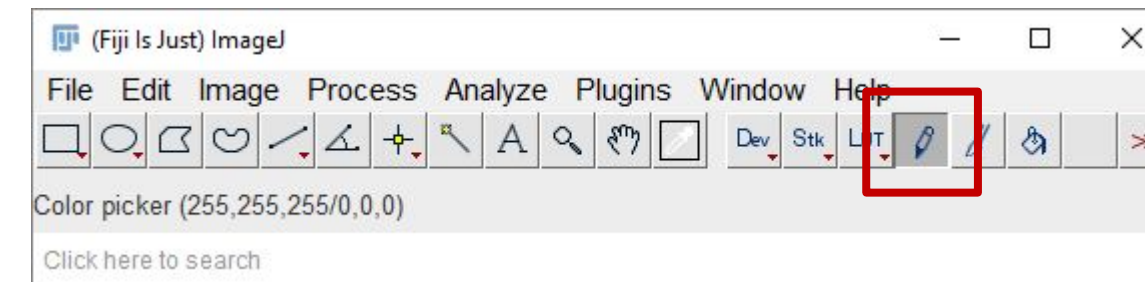 (Fiji Is Just) ImageJ
File Edit Image Process Analyze Plugins Window Help
A Dev Stk LUT >>
Color picker (255,255,255/0,0,0)
Click here to search